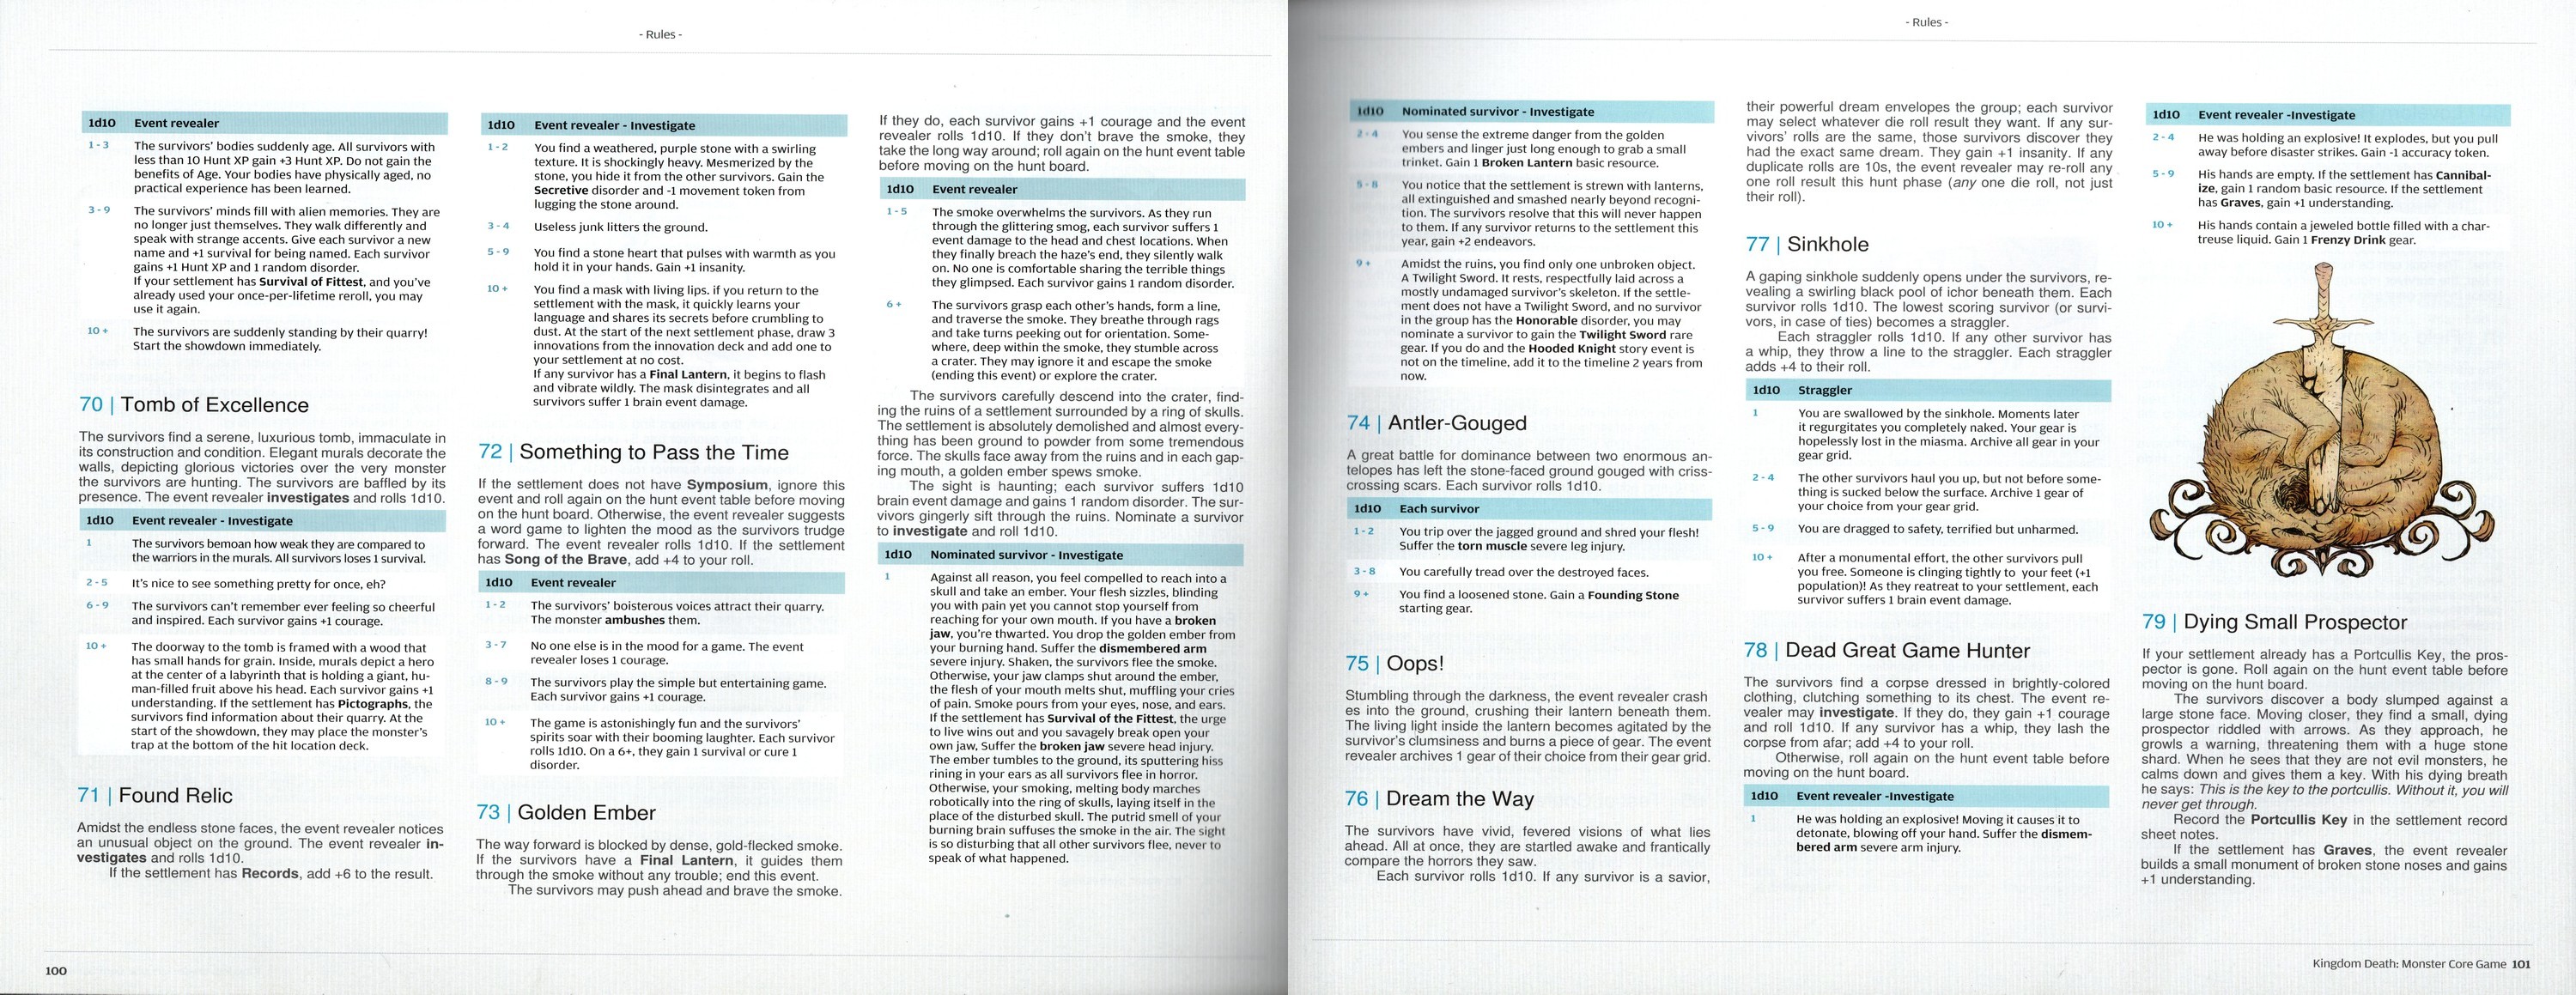 - Rules -
1d10 Event revealer
1 - 3 The survivors' bodies suddenly age. All survivors with
less than 10 Hunt XP gain +3 Hunt XP. Do not gain the
benefits of Age. Your bodies have physically aged, no
practical experience has been learned.
3 - 9 The survivors' minds fill with alien memories. They are
no longer just themselves. They walk differently and
speak with strange accents. Give each survivor a new
name and +1 survival for being named. Each survivor
gains +1 Hunt XP and 1 random disorder.
If your settlement has Survival of Fittest, and you've
already used your once-per-lifetime reroll, you may
use it again.
10 + The survivors are suddenly standing by their quarry!
Start the showdown immediately.
70 | Tomb of Excellence
The survivors find a serene, luxurious tomb, immaculate in
its construction and condition. Elegant murals decorate the
walls, depicting glorious victories over the very monster
the survivors are hunting. The survivors are baffled by its
presence. The event revealer investigates and rolls 1d10.
1d10 Event revealer - Investigate
1 The survivors bemoan how weak they are compared to
the warriors in the murals. All survivors loses 1 survival.
2 - 5 It's nice to see something pretty for once, eh?
6 - 9 The survivors can't remember ever feeling so cheerful
and inspired. Each survivor gains +1 courage.
10 + The doorway to the tomb is framed with a wood that
has small hands for grain. Inside, murals depict a hero
at the center of a labyrinth that is holding a giant, hu-
man-filled fruit above his head. Each survivor gains +1
understanding. If the settlement has Pictographs, the
survivors find information about their quarry. At the
start of the showdown, they may place the monster's
trap at the bottom of the hit location deck.
71 | Found Relic
Amidst the endless stone faces, the event revealer notices
an unusual object on the ground. The event revealer in-
vestigates and rolls 1d10.
If the settlement has Records, add +6 to the result.
1d10 Event revealer - Investigate
1 - 2 You find a weathered, purple stone with a swirling
texture. It is shockingly heavy. Mesmerized by the
stone, you hide it from the other survivors. Gain the
Secretive disorder and -1 movement token from
lugging the stone around.
3 - 4 Useless junk litters the ground.
5 - 9 You find a stone heart that pulses with warmth as you
hold it in your hands. Gain +1 insanity.
10 + You find a mask with living lips. if you return to the
settlement with the mask, it quickly learns your
language and shares its secrets before crumbling to
dust. At the start of the next settlement phase, draw 3
innovations from the innovation deck and add one to
your settlement at no cost.
If any survivor has a Final Lantern, it begins to flash
and vibrate wildly. The mask disintegrates and all
survivors suffer 1 brain event damage.
72 | Something to Pass the Time
If the settlement does not have Symposium, ignore this
event and roll again on the hunt event table before moving
on the hunt board. Otherwise, the event revealer suggests
a word game to lighten the mood as the survivors trudge
forward. The event revealer rolls 1d10. If the settlement
has Song of the Brave, add +4 to your roll.
1d10 Event revealer
1 - 2 The survivors' boisterous voices attract their quarry.
The monster ambushes them.
3 - 7 No one else is in the mood for a game. The event
revealer loses 1 courage.
8 - 9 The survivors play the simple but entertaining game.
Each survivor gains +1 courage.
10 + The game is astonishingly fun and the survivors'
spirits soar with their booming laughter. Each survivor
rolls 1d10. On a 6+, they gain 1 survival or cure 1
disorder.
73 | Golden Ember
The way forward is blocked by dense, gold-flecked smoke.
If the survivors have a Final Lantern, it guides them
through the smoke without any trouble; end this event.
The survivors may push ahead and brave the smoke.
If they do, each survivor gains +1 courage and the event
revealer rolls 1d10. If they don't brave the smoke, they
take the long way around; roll again on the hunt event table
before moving on the hunt board.
1d10 Event revealer
1 - 5 The smoke overwhelms the survivors. As they run
through the glittering smog, each survivor suffers 1
event damage to the head and chest locations. When
they finally breach the haze's end, they silently walk
on. No one is comfortable sharing the terrible things
they glimpsed. Each survivor gains 1 random disorder.
6 + The survivors grasp each other's hands, form a line,
and traverse the smoke. They breathe through rags
and take turns peeking out for orientation. Some-
where, deep within the smoke, they stumble across
a crater. They may ignore it and escape the smoke
(ending this event) or explore the crater.
The survivors carefully descend into the crater, find-
ing the ruins of a settlement surrounded by a ring of skulls.
The settlement is absolutely demolished and almost every-
thing has been ground to powder from some tremendous
force. The skulls face away from the ruins and in each gap-
ing mouth, a golden ember spews smoke.
The sight is haunting; each survivor suffers 1d10
brain event damage and gains 1 random disorder. The sur-
vivors gingerly sift through the ruins. Nominate a survivor
to investigate and roll 1d10.
1d10 Nominated survivor - Investigate
1 Against all reason, you feel compelled to reach into a
skull and take an ember. Your flesh sizzles, blinding
you with pain yet you cannot stop yourself from
reaching for your own mouth. If you have a broken
jaw, you're thwarted. You drop the golden ember from
your burning hand. Suffer the dismembered arm
severe injury. Shaken, the survivors flee the smoke.
Otherwise, your jaw clamps shut around the ember,
the flesh of your mouth melts shut, muffling your cries
of pain. Smoke pours from your eyes, nose, and ears.
If the settlement has Survival of the Fittest, the urge
to live wins out and you savagely break open your
own jaw, Suffer the broken jaw severe head injury.
The ember tumbles to the ground, its sputtering hiss
rining in your ears as all survivors flee in horror.
Otherwise, your smoking, melting body marches
robotically into the ring of skulls, laying itself in the
place of the disturbed skull. The putrid smell of your
burning brain suffuses the smoke in the air. The sight
is so disturbing that all other survivors flee, never to
speak of what happened.
100
- Rules -
1d10 Nominated survivor - Investigate
2 - 4 You sense the extreme danger from the golden
embers and linger just long enough to grab a small
trinket. Gain 1 Broken Lantern basic resource.
5 - 8 You notice that the settlement is strewn with lanterns,
all extinguished and smashed nearly beyond recogni-
tion. The survivors resolve that this will never happen
to them. If any survivor returns to the settlement this
year, gain +2 endeavors.
9 + Amidst the ruins, you find only one unbroken object.
A Twilight Sword. It rests, respectfully laid across a
mostly undamaged survivor's skeleton. If the settle-
ment does not have a Twilight Sword, and no survivor
in the group has the Honorable disorder, you may
nominate a survivor to gain the Twilight Sword rare
gear. If you do and the Hooded Knight story event is
not on the timeline, add it to the timeline 2 years from
now.
74 | Antler-Gouged
A great battle for dominance between two enormous an-
telopes has left the stone-faced ground gouged with criss-
crossing scars. Each survivor rolls 1d10.
1d10 Each survivor
1 - 2 You trip over the jagged ground and shred your flesh!
Suffer the torn muscle severe leg injury.
3 - 8 You carefully tread over the destroyed faces.
9 + You find a loosened stone. Gain a Founding Stone
starting gear.
75 | Oops!
Stumbling through the darkness, the event revealer crash
es into the ground, crushing their lantern beneath them.
The living light inside the lantern becomes agitated by the
survivor's clumsiness and burns a piece of gear. The event
revealer archives 1 gear of their choice from their gear grid.
76 | Dream the Way
The survivors have vivid, fevered visions of what lies
ahead. All at once, they are startled awake and frantically
compare the horrors they saw.
Each survivor rolls 1d10. If any survivor is a savior,
their powerful dream envelopes the group; each survivor
may select whatever die roll result they want. If any sur-
vivors' rolls are the same, those survivors discover they
had the exact same dream. They gain +1 insanity. If any
duplicate rolls are 10s, the event revealer may re-roll any
one roll result this hunt phase (any one die roll, not just
their roll).
77 | Sinkhole
A gaping sinkhole suddenly opens under the survivors, re-
vealing a swirling black pool of ichor beneath them. Each
survivor rolls 1d10. The lowest scoring survivor (or survi-
vors, in case of ties) becomes a straggler.
Each straggler rolls 1d10. If any other survivor has
a whip, they throw a line to the straggler. Each straggler
adds +4 to their roll.
1d10 Straggler
1 You are swallowed by the sinkhole. Moments later
it regurgitates you completely naked. Your gear is
hopelessly lost in the miasma. Archive all gear in your
gear grid.
2 - 4 The other survivors haul you up, but not before some-
thing is sucked below the surface. Archive 1 gear of
your choice from your gear grid.
5 - 9 You are dragged to safety, terrified but unharmed.
10 + After a monumental effort, the other survivors pull
you free. Someone is clinging tightly to your feet (+1
population)! As they reatreat to your settlement, each
survivor suffers 1 brain event damage.
78 | Dead Great Game Hunter
The survivors find a corpse dressed in brightly-colored
clothing, clutching something to its chest. The event re-
vealer may investigate. If they do, they gain +1 courage
and roll 1d10. If any survivor has a whip, they lash the
corpse from afar; add +4 to your roll.
Otherwise, roll again on the hunt event table before
moving on the hunt board.
1d10 Event revealer -Investigate
1 He was holding an explosive! Moving it causes it to
detonate, blowing off your hand. Suffer the dismem-
bered arm severe arm injury.
1d10 Event revealer -Investigate
2 - 4 He was holding an explosive! It explodes, but you pull
away before disaster strikes. Gain -1 accuracy token.
5 - 9 His hands are empty. If the settlement has Cannibal-
ize, gain 1 random basic resource. If the settlement
has Graves, gain +1 understanding.
10 + His hands contain a jeweled bottle filled with a char-
treuse liquid. Gain 1 Frenzy Drink gear.
79 | Dying Small Prospector
If your settlement already has a Portcullis Key, the pros-
pector is gone. Roll again on the hunt event table before
moving on the hunt board.
The survivors discover a body slumped against a
large stone face. Moving closer, they find a small, dying
prospector riddled with arrows. As they approach, he
growls a warning, threatening them with a huge stone
shard. When he sees that they are not evil monsters, he
calms down and gives them a key. With his dying breath
he says: This is the key to the portcullis. Without it, you will
never get through.
Record the Portcullis Key in the settlement record
sheet notes.
If the settlement has Graves, the event revealer
builds a small monument of broken stone noses and gains
+1 understanding.
Kingdom Death: Monster Core Game 101